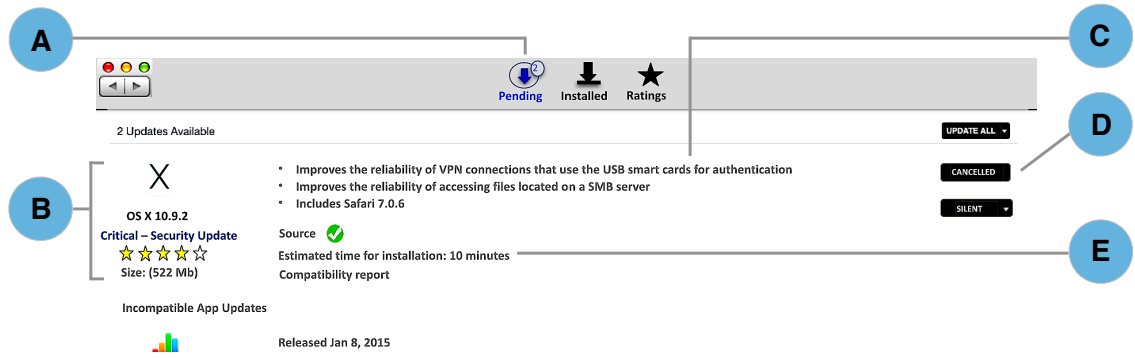 A
C
2
Pending Installed Ratings
D
2 Updates Available
UPDATE ALL
B
X
• Improves the reliability of VPN connections that use the USB smart cards for authentication
CANCELLED
• Improves the reliability of accessing files located on a SMB server
• Includes Safari 7.0.6
SILENT
OS X 10.9.2
Critical – Security Update
Source
Size: (522 Mb)
Estimated time for installation: 10 minutes
E
Compatibility report
Incompatible App Updates
Released Jan 8, 2015